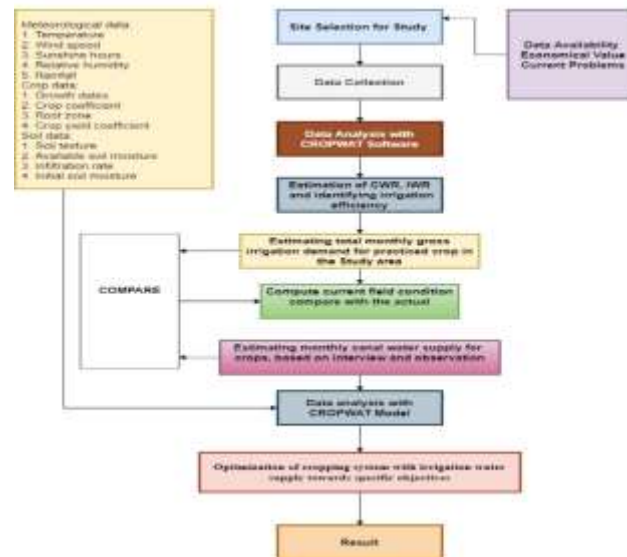 Meteorological data:
1. Temperature
2. Wind speed
3. Sunshine hours
4. Relative humidity
5. Rainfall
Crop data:
1. Growth dates
2. Crop coefficient
3. Root zone
4. Crop yield coefficient
Soil data:
1. Soil texture
2. Available soil moisture
3. Infiltration rate
4. Initial soil moisture
Site Selection for Study
Data Availability
Economical Value
Current Problems
Data Collection
Data Analysis with
CROPWAT Software
Estimation of CWR, IWR
and identifying irrigation
efficiency
Estimating total monthly gross
irrigation demand for practiced crop in
the Study area
COMPARE
Compute current field condition
compare with the actual
Estimating monthly canal water supply for
crops, based on interview and observation
Data analysis with
CROPWAT Model
Optimization of cropping system with irrigation water
supply towards specific objectives
Result